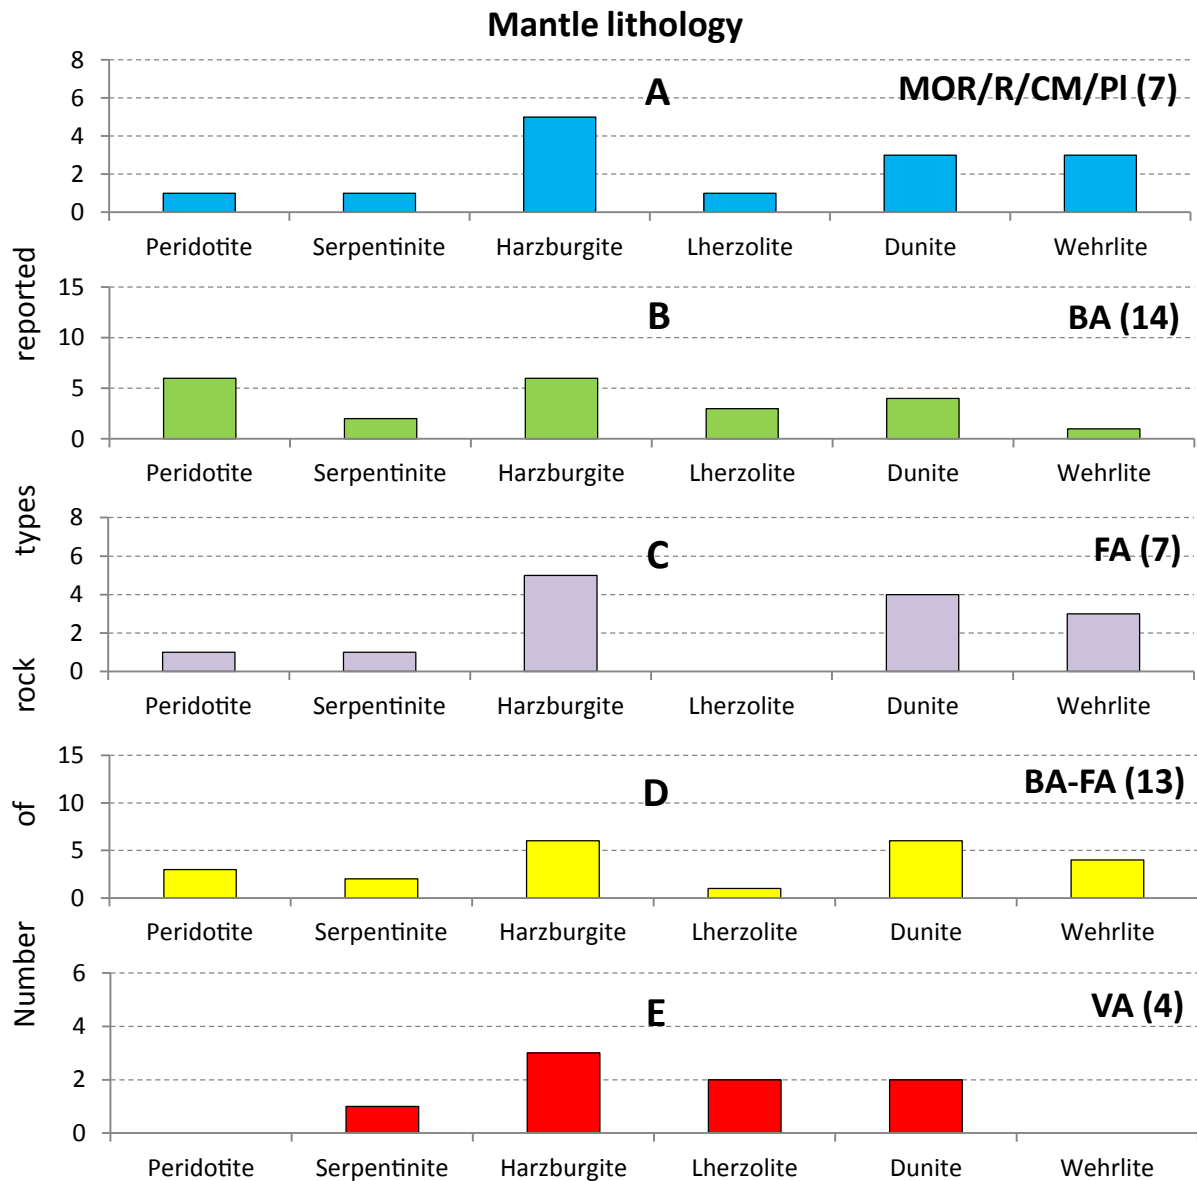 Mantle lithology
Number of rock types reported
A
MOR/R/CM/Pl (7)
8
6
4
2
0
Peridotite Serpentinite Harzburgite Lherzolite Dunite Wehrlite
B
BA (14)
15
10
5
0
Peridotite Serpentinite Harzburgite Lherzolite Dunite Wehrlite
C
FA (7)
8
6
4
2
0
Peridotite Serpentinite Harzburgite Lherzolite Dunite Wehrlite
D
BA-FA (13)
15
10
5
0
Peridotite Serpentinite Harzburgite Lherzolite Dunite Wehrlite
E
VA (4)
6
4
2
0
Peridotite Serpentinite Harzburgite Lherzolite Dunite Wehrlite